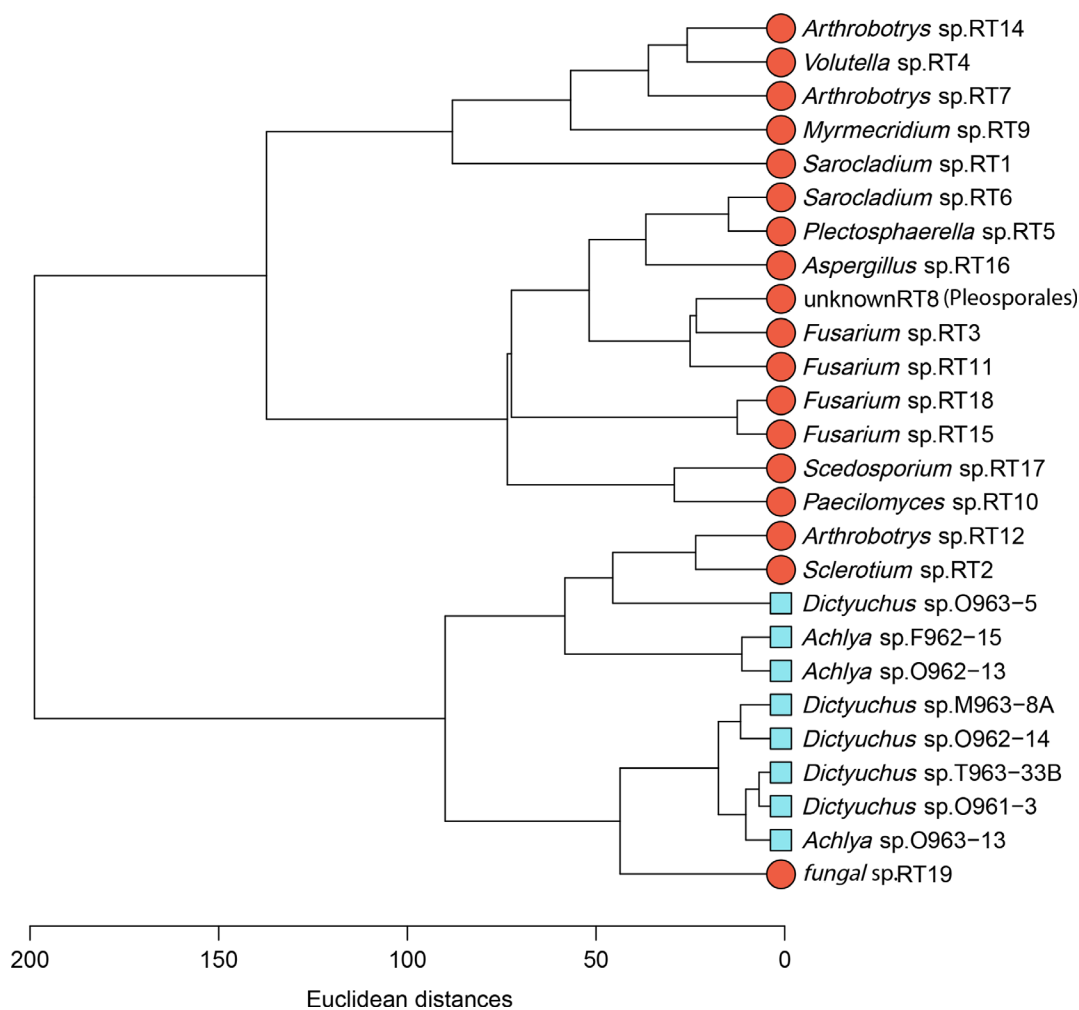 Arthrobotrys sp.RT14
Volutella sp.RT4
Arthrobotrys sp.RT7
Myrmecridium sp.RT9
Sarocladium sp.RT1
Sarocladium sp.RT6
Plectosphaerella sp.RT5
Aspergillus sp.RT16
unknownRT8 (Pleosporales)
Fusarium sp.RT3
Fusarium sp.RT11
Fusarium sp.RT18
Fusarium sp.RT15
Scedosporium sp.RT17
Paecilomyces sp.RT10
Arthrobotrys sp.RT12
Sclerotium sp.RT2
Dictyuchus sp.O963−5
Achlya sp.F962−15
Achlya sp.O962−13
Dictyuchus sp.M963−8A
Dictyuchus sp.O962−14
Dictyuchus sp.T963−33B
Dictyuchus sp.O961−3
Achlya sp.O963−13
fungal sp.RT19
200 150 100 50 0
Euclidean distances